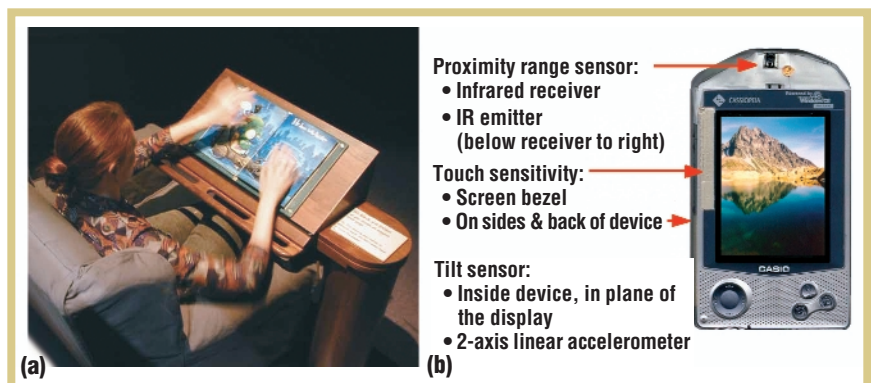 Proximity range sensor:
• Infrared receiver
• IR emitter
(below receiver to right)
Touch sensitivity:
• Screen bezel
• On sides & back of device
Tilt sensor:
• Inside device, in plane of
the display
• 2-axis linear accelerometer
CASSIOPEIA
CASIO
(a)
(b)